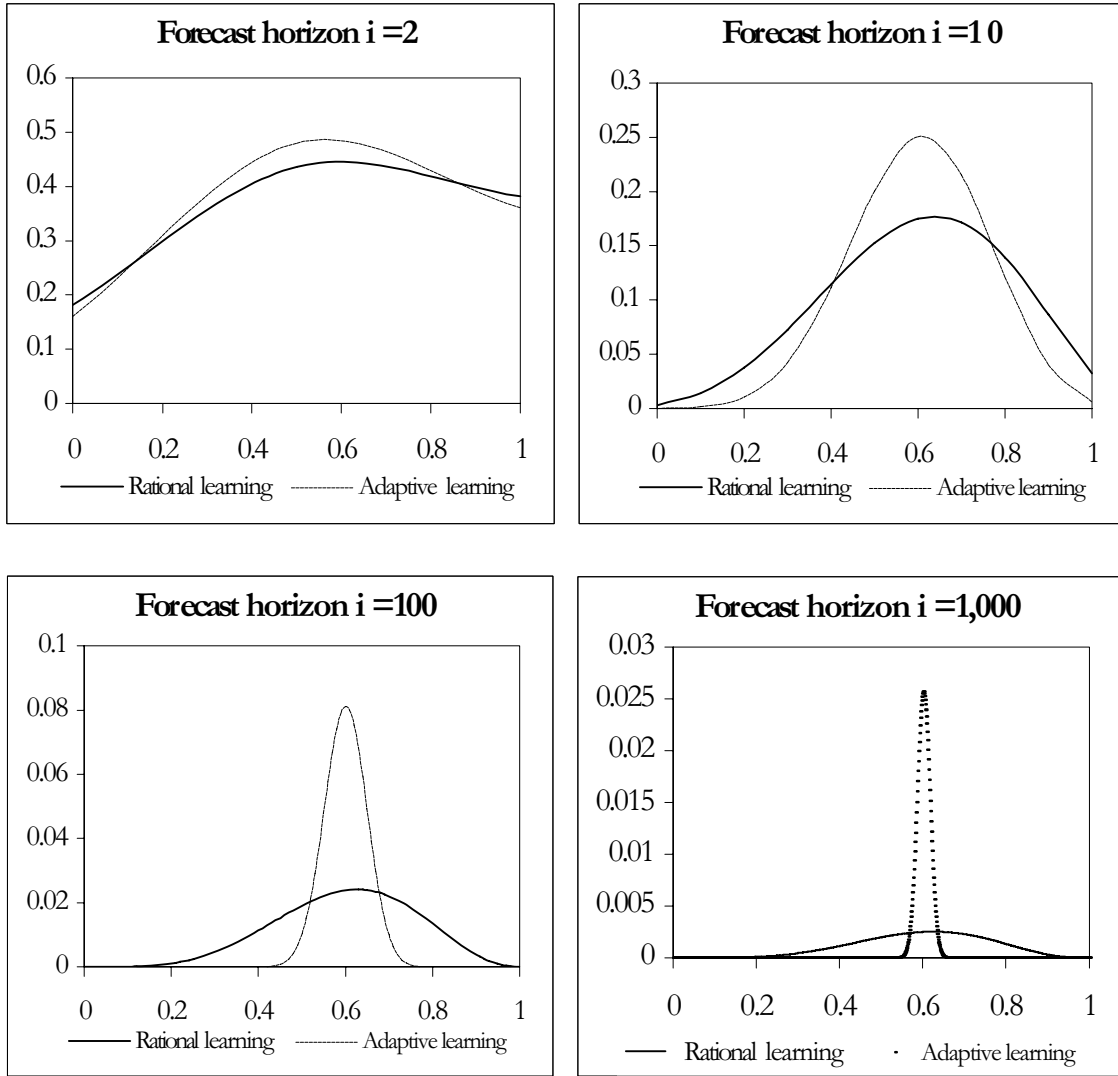 Forecast horizon i =2
0.6
0.5
0.4
0.3
0.2
0.1
0
0 0.2 0.4 0.6 0.8 1
Rational learning Adaptive learning
Forecast horizon i =1 0
0.3
0.25
0.2
0.15
0.1
0.05
0
0 0.2 0.4 0.6 0.8 1
Rational learning Adaptive learning
Forecast horizon i =100
0.1
0.08
0.06
0.04
0.02
0
0 0.2 0.4 0.6 0.8 1
Rational learning Adaptive learning
Forecast horizon i =1,000
0.03
0.025
0.02
0.015
0.01
0.005
0
0 0.2 0.4 0.6 0.8 1
Rational learning Adaptive learning